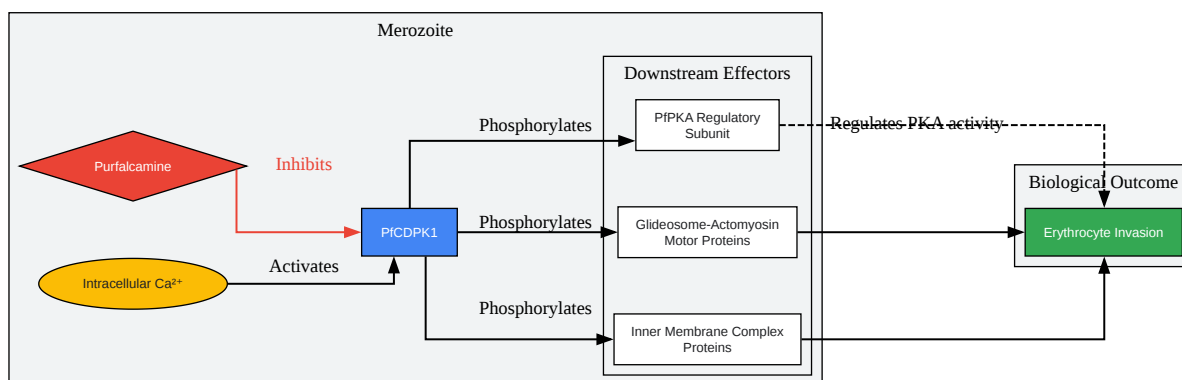 Merozoite
Downstream Effectors
Phosphorylates
PfPKA Regulatory
Subunit
Regulates PKA activity
Purfalcamine
Inhibits
Biological Outcome
PfCDPK1
Phosphorylates
Glideosome-Actomyosin
Motor Proteins
Erythrocyte Invasion
Activates
Intracellular Ca²⁺
Phosphorylates
Inner Membrane Complex
Proteins